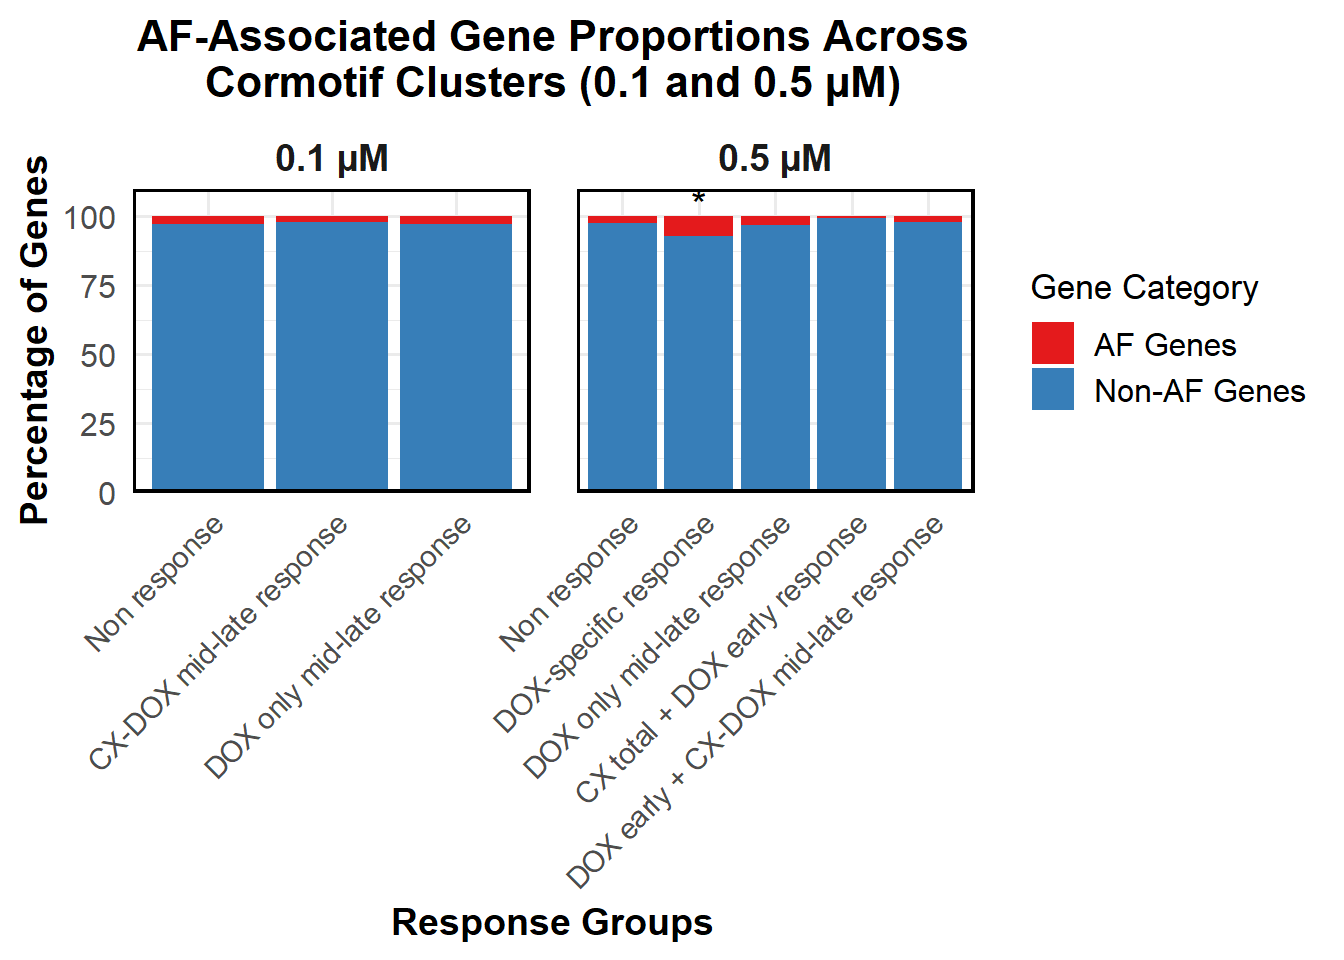 AF-Associated Gene Proportions Across
Cormotif Clusters (0.1 and 0.5 µM)
0.1 µM
0.5 µM
Percentage of Genes
100
75
50
25
0
*
Non response
CX-DOX mid-late response
DOX only mid-late response
Non response
DOX-specific response
DOX only mid-late response
CX total + DOX early response
DOX early + CX-DOX mid-late response
Response Groups
Gene Category
AF Genes
Non-AF Genes